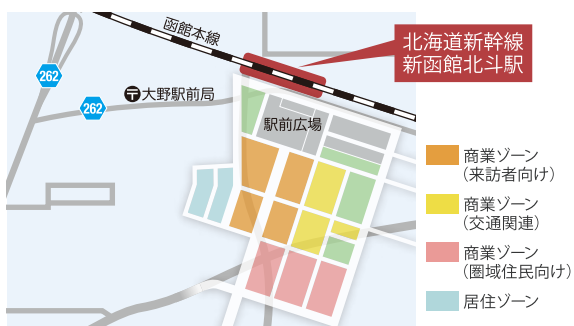 函館本線
北海道新幹線
新函館北斗駅
262
262
〒大野駅前局
駅前広場
商業ゾーン
(来訪者向け)
商業ゾーン
(交通関連)
商業ゾーン
(圏域住民向け)
居住ゾーン